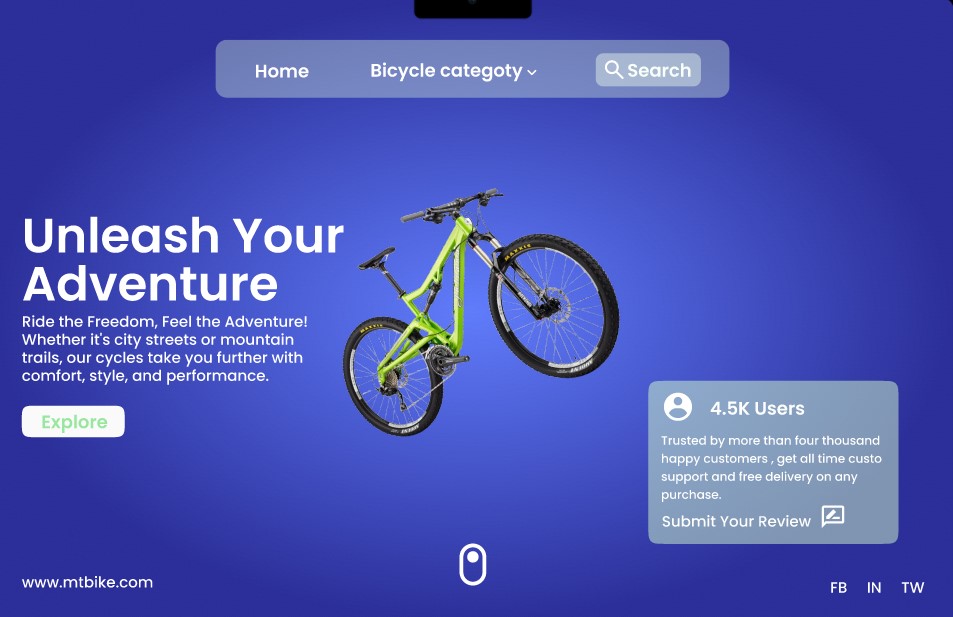 Home
Bicycle categoty
Search
Unleash Your
Adventure
Ride the Freedom, Feel the Adventure!
Whether it's city streets or mountain
trails, our cycles take you further with
comfort, style, and performance.
Explore
MAXXIS
4.5K Users
Trusted by more than four thousand
happy customers , get all time custo
support and free delivery on any
purchase.
Submit Your Review
www.mtbike.com
FB IN TW